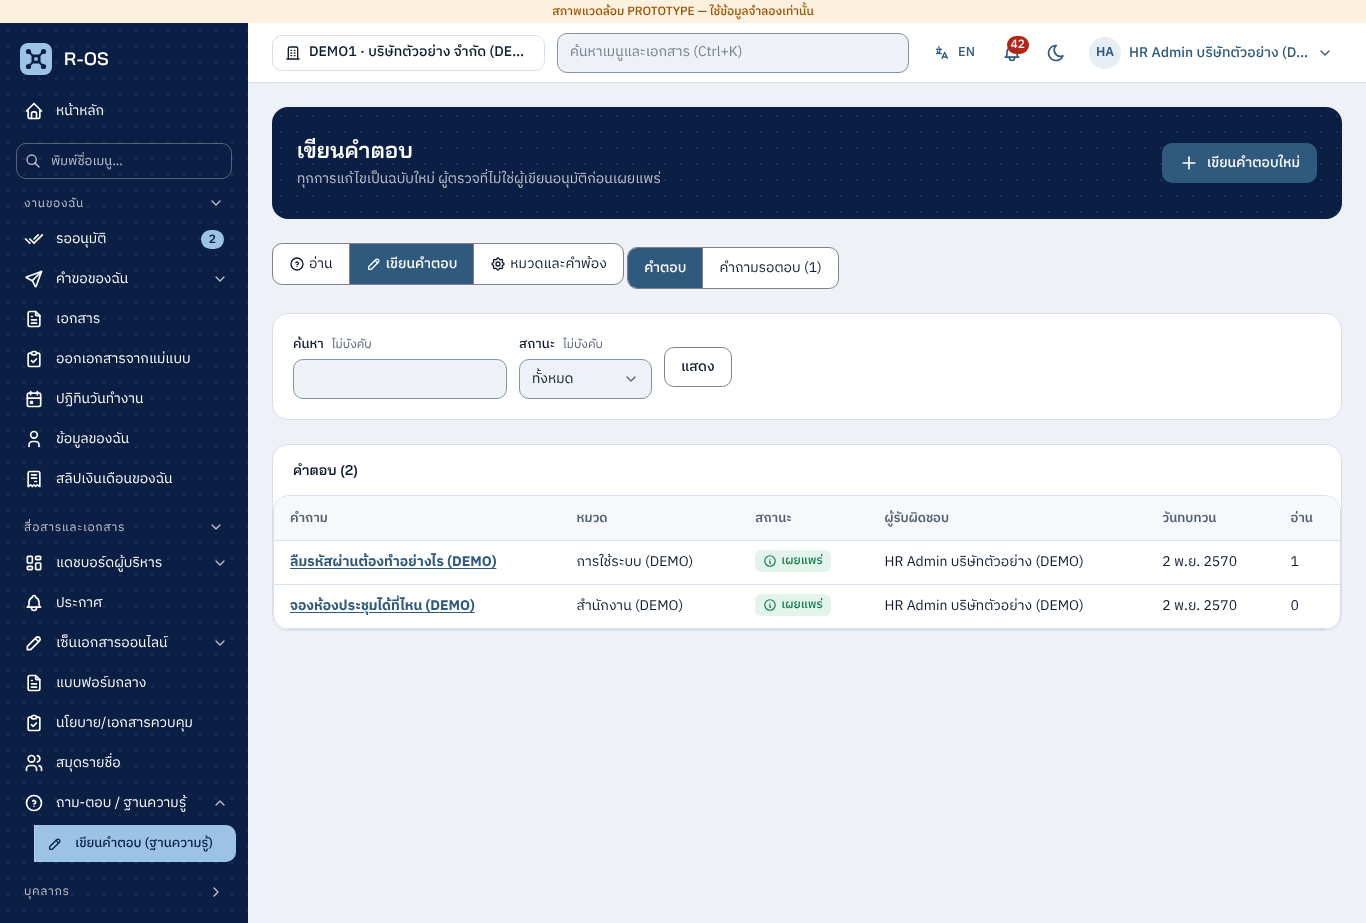 สภาพแวดล้อม PROTOTYPE — ใช้ข้อมูลจำลองเท่านั้น
R-OS
หน้าหลัก
พิมพ์ชื่อเมนู...
งานของฉัน
รออนุมัติ 2
คำขอของฉัน
เอกสาร
ออกเอกสารจากแม่แบบ
ปฏิทินวันทำงาน
ข้อมูลของฉัน
สลิปเงินเดือนของฉัน
สื่อสารและเอกสาร
แดชบอร์ดผู้บริหาร
ประกาศ
เซ็นเอกสารออนไลน์
แบบฟอร์มกลาง
นโยบาย/เอกสารควบคุม
สมุดรายชื่อ
ถาม-ตอบ / ฐานความรู้
เขียนคำตอบ (ฐานความรู้)
บุคลากร
DEMO1 · บริษัทตัวอย่าง จำกัด (DE... ค้นหาเมนูและเอกสาร (Ctrl+K) EN 42 HA HR Admin บริษัทตัวอย่าง (D...
เขียนคำตอบ
ทุกการแก้ไขเป็นฉบับใหม่ ผู้ตรวจที่ไม่ใช่ผู้เขียนอนุมัติก่อนเผยแพร่
เขียนคำตอบใหม่
อ่าน เขียนคำตอบ หมวดและคำพ้อง คำตอบ คำถามรอตอบ (1)
ค้นหา ไม่บังคับ สถานะ ไม่บังคับ
ทั้งหมด แสดง
คำตอบ (2)
คำถาม หมวด สถานะ ผู้รับผิดชอบ วันทบทวน อ่าน
ลืมรหัสผ่านต้องทำอย่างไร (DEMO) การใช้ระบบ (DEMO) เผยแพร่ HR Admin บริษัทตัวอย่าง (DEMO) 2 พ.ย. 2570 1
จองห้องประชุมได้ที่ไหน (DEMO) สำนักงาน (DEMO) เผยแพร่ HR Admin บริษัทตัวอย่าง (DEMO) 2 พ.ย. 2570 0